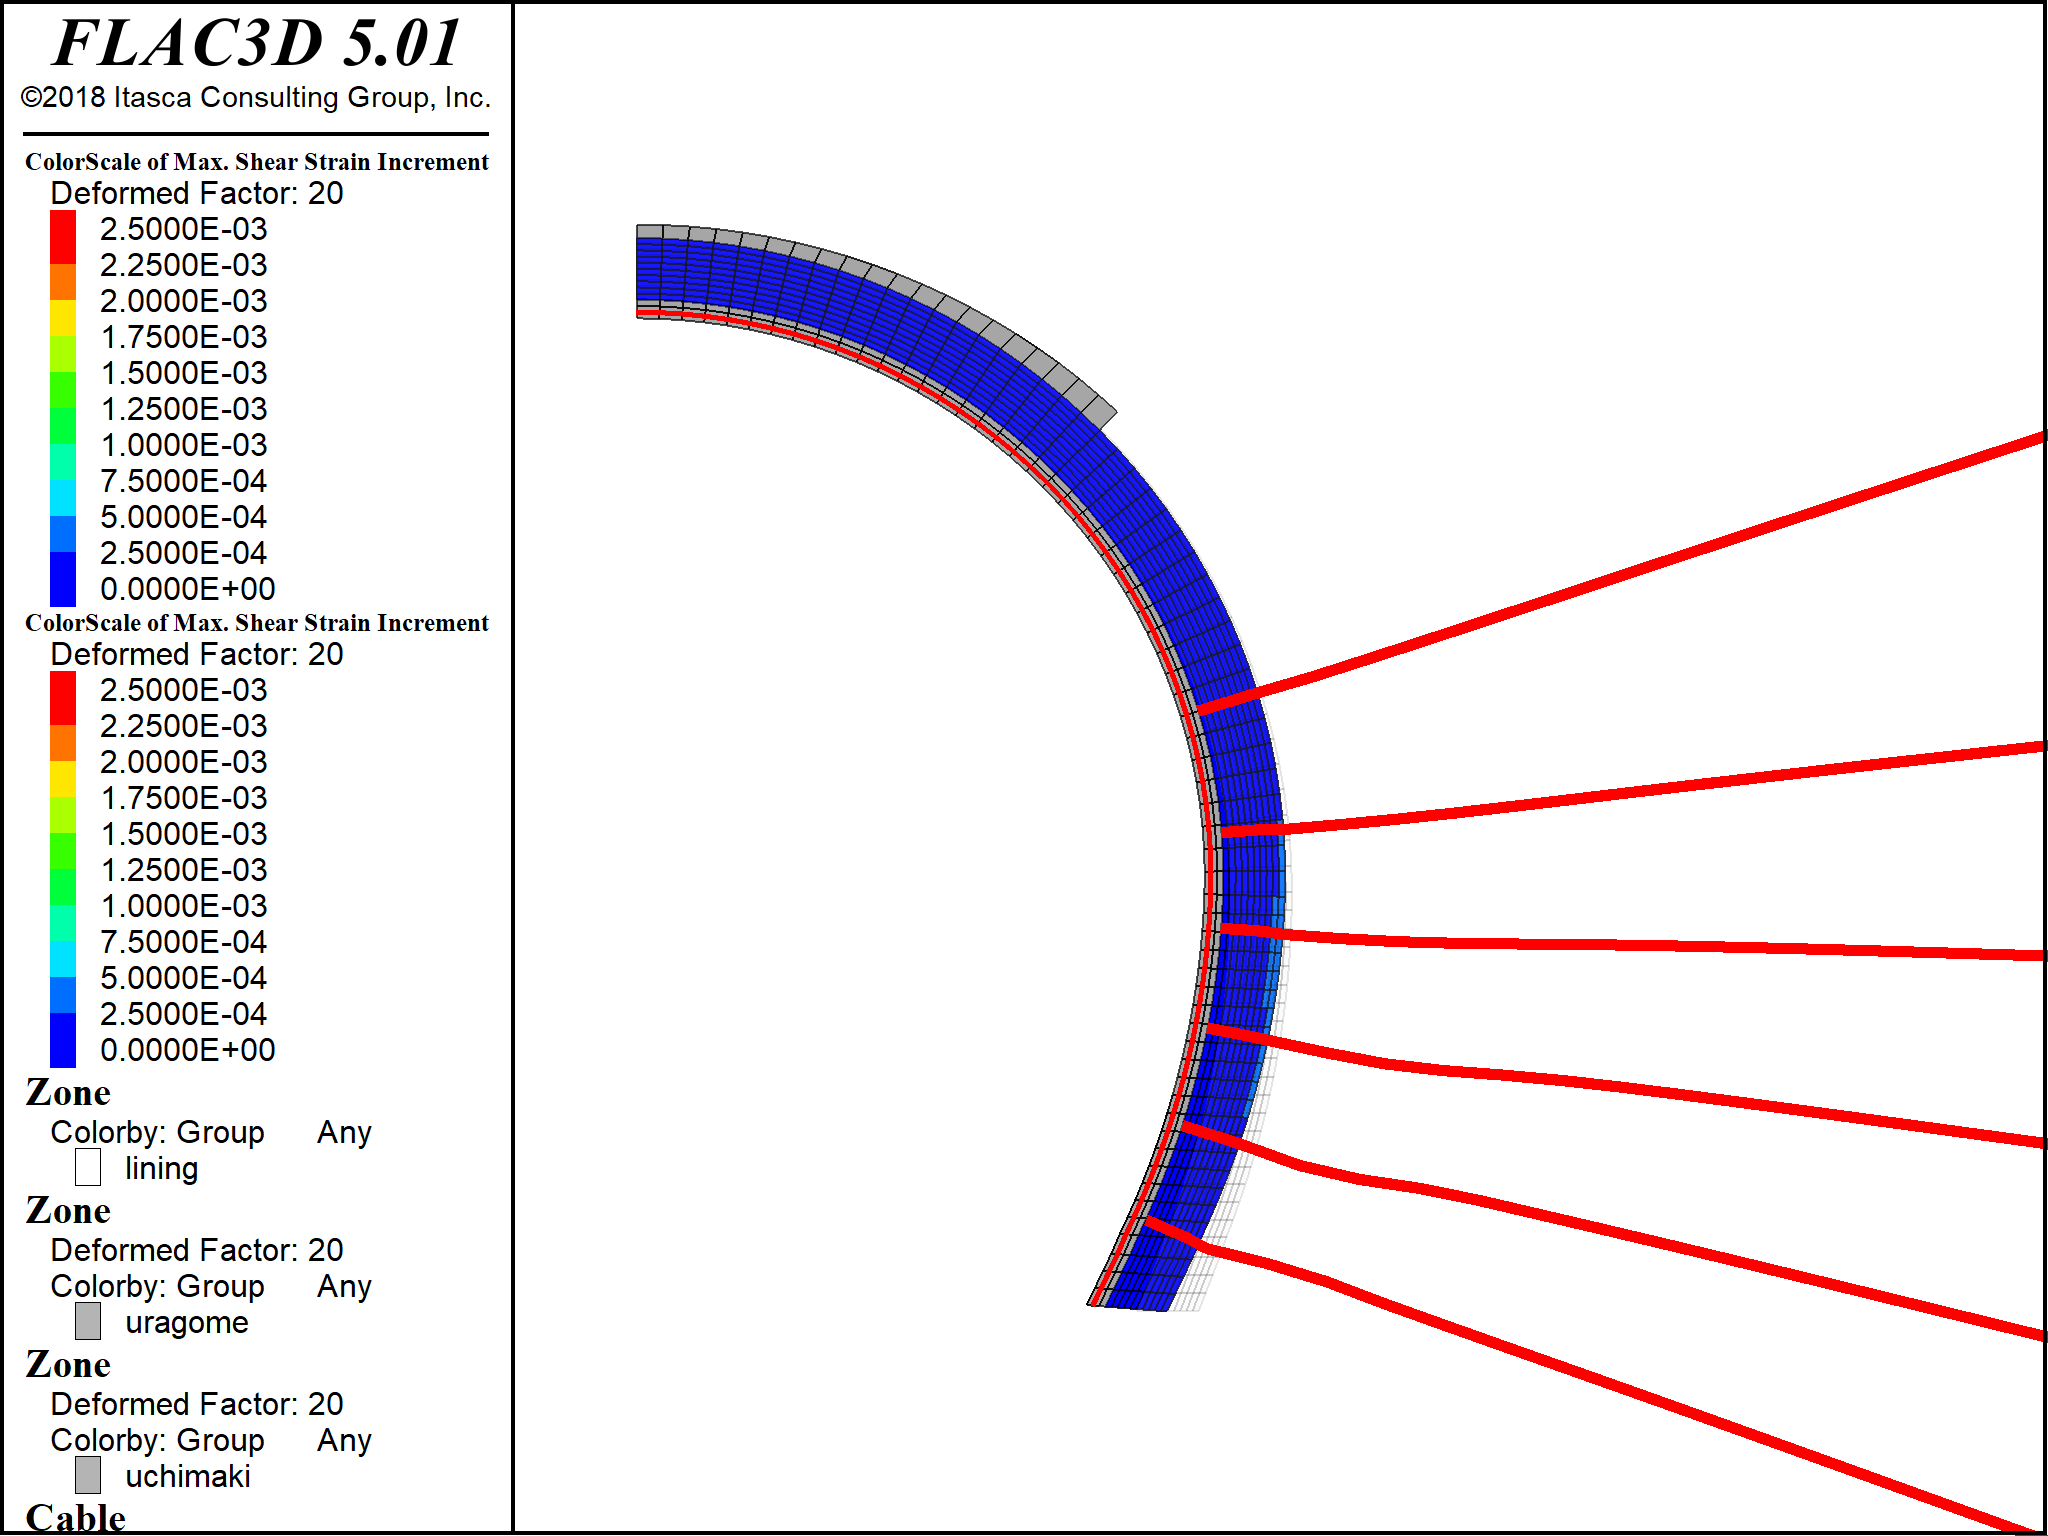 FLAC3D 5.01
©2018 Itasca Consulting Group, Inc.
ColorScale of Max. Shear Strain Increment
Deformed Factor: 20
2.5000E-03
2.2500E-03
2.0000E-03
1.7500E-03
1.5000E-03
1.2500E-03
1.0000E-03
7.5000E-04
5.0000E-04
2.5000E-04
0.0000E+00
ColorScale of Max. Shear Strain Increment
Deformed Factor: 20
2.5000E-03
2.2500E-03
2.0000E-03
1.7500E-03
1.5000E-03
1.2500E-03
1.0000E-03
7.5000E-04
5.0000E-04
2.5000E-04
0.0000E+00
Zone
Colorby: Group Any
lining
Zone
Deformed Factor: 20
Colorby: Group Any
uragome
Zone
Deformed Factor: 20
Colorby: Group Any
uchimaki
Cable